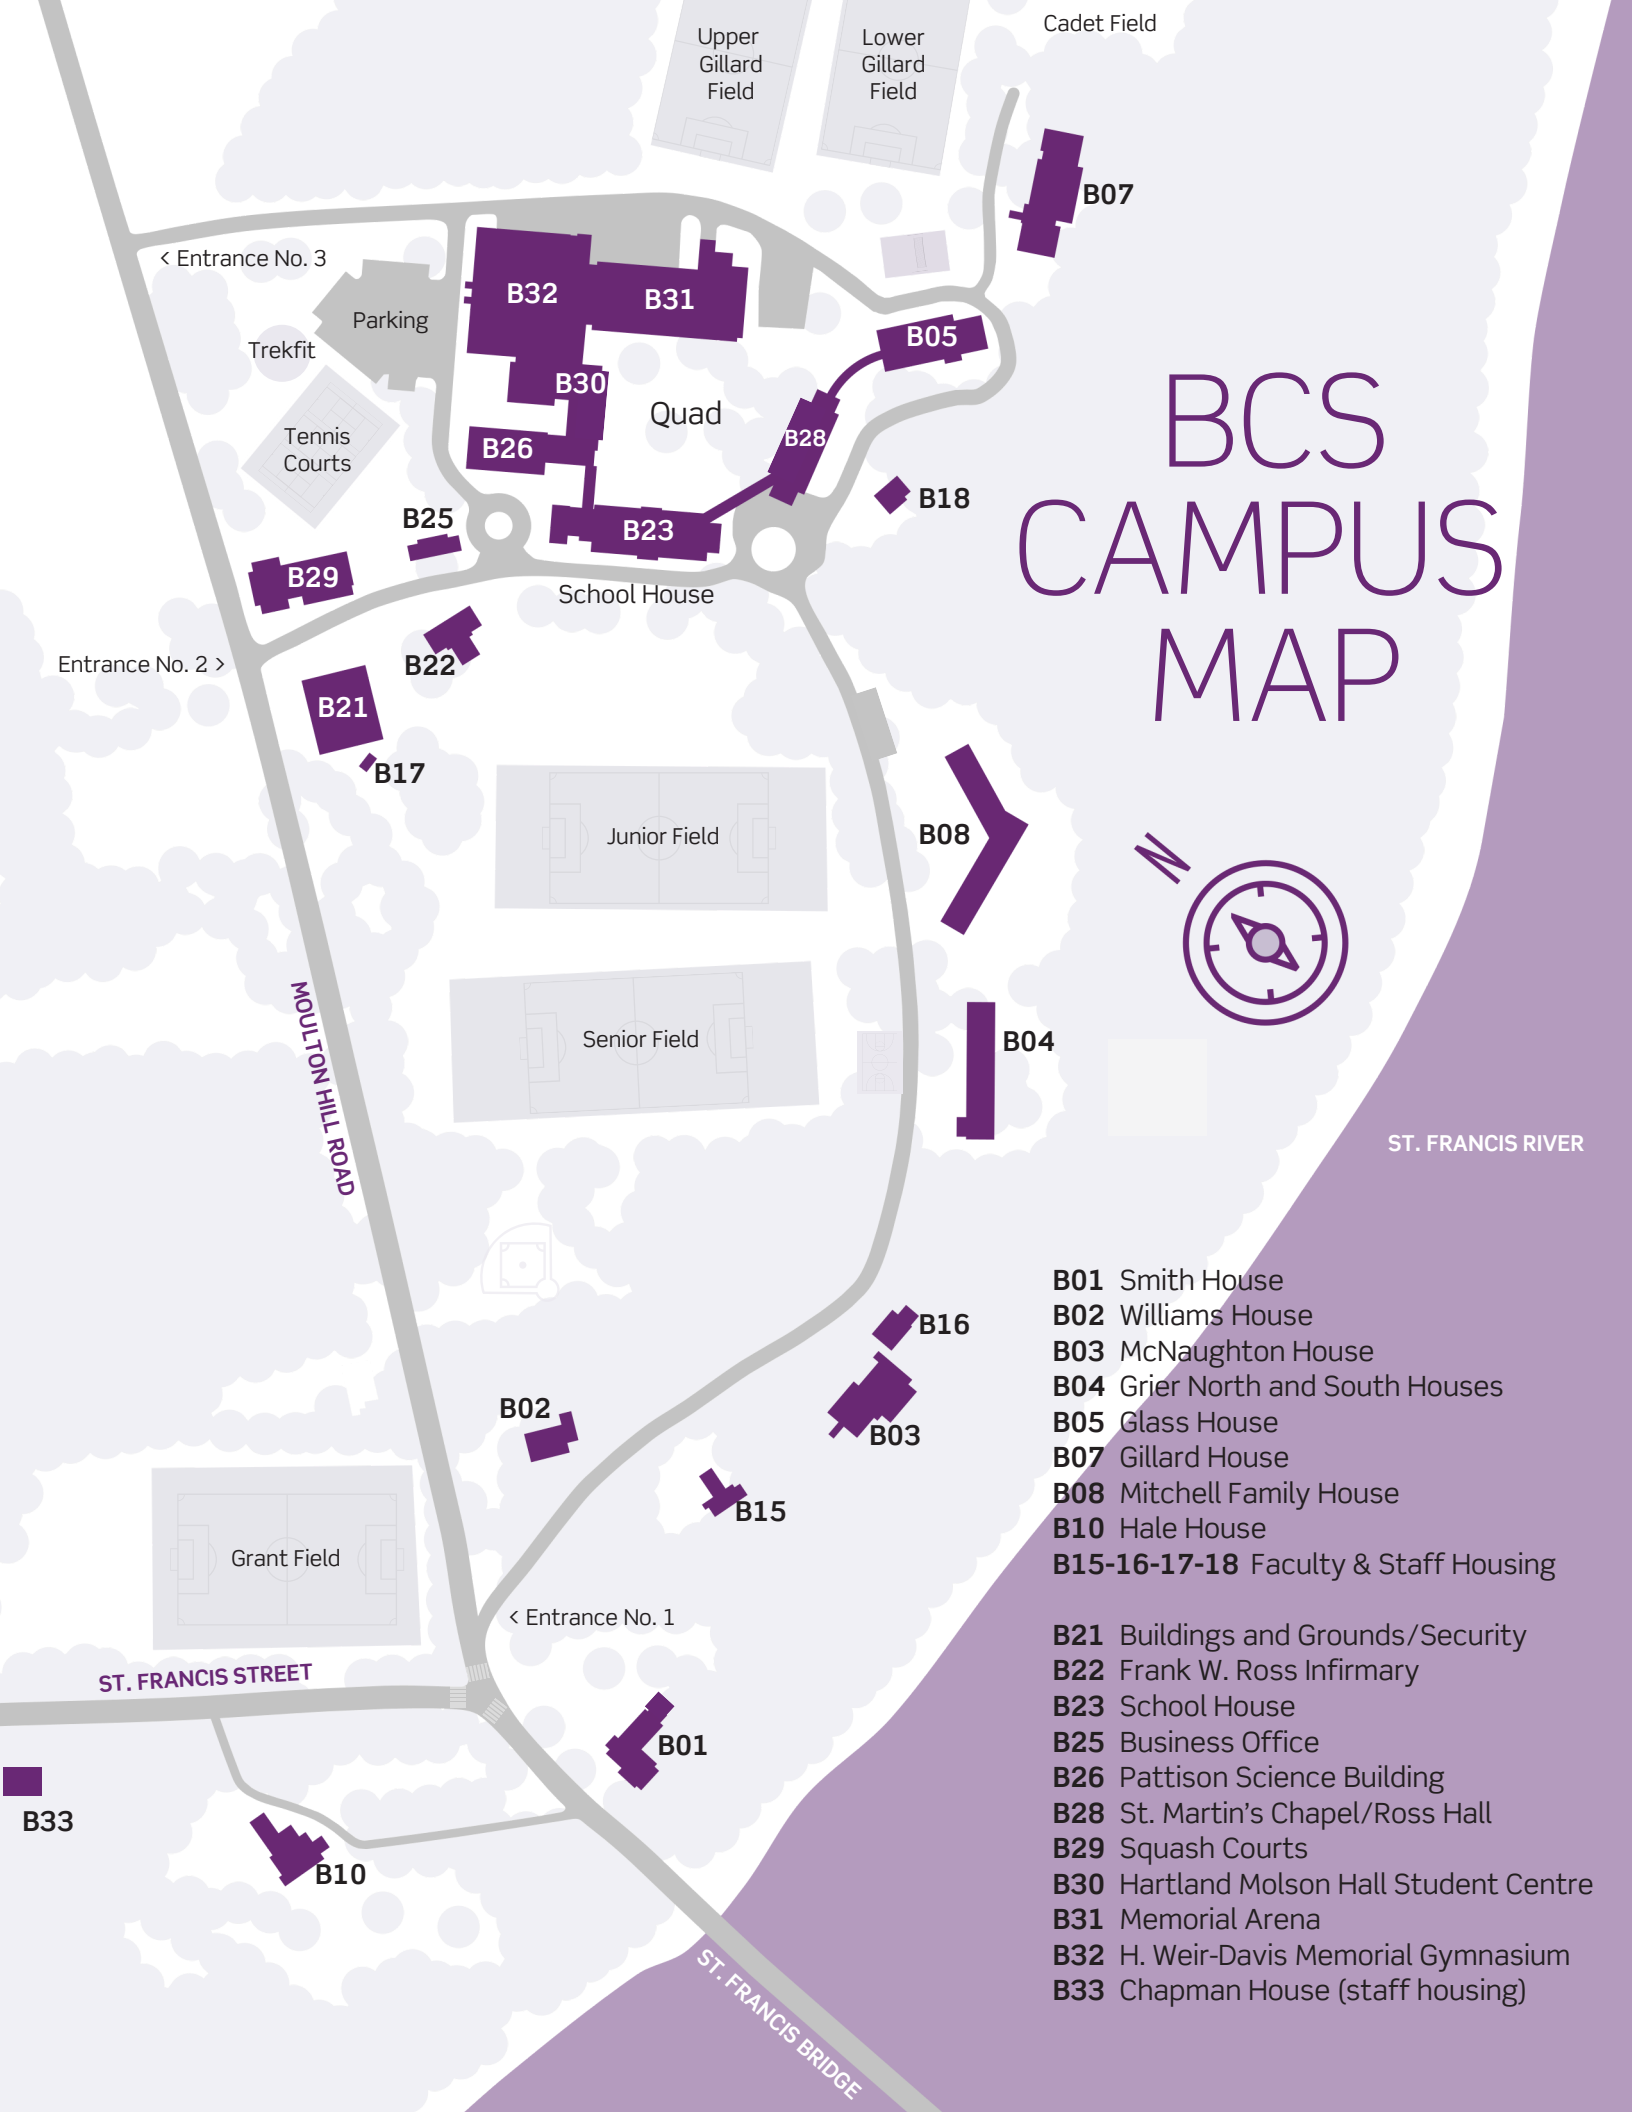 Cadet Field
Upper
Gillard
Field
Lower
Gillard
Field
B07
< Entrance No. 3
B32
B31
Parking
Trekfit
B05
B30
Quad
Tennis
Courts
B26
B28
B18
B25
B23
B29
School House
Entrance No. 2 >
B22
B21
B17
BCS
CAMPUS
MAP
Junior Field
B08
N
MOULTON HILL ROAD
Senior Field
B04
ST. FRANCIS RIVER
B16
B02
B03
B15
Grant Field
< Entrance No. 1
ST. FRANCIS STREET
B01
B33
B10
ST. FRANCIS BRIDGE
B01 Smith House
B02 Williams House
B03 McNaughton House
B04 Grier North and South Houses
B05 Glass House
B07 Gillard House
B08 Mitchell Family House
B10 Hale House
B15-16-17-18 Faculty & Staff Housing
B21 Buildings and Grounds/Security
B22 Frank W. Ross Infirmary
B23 School House
B25 Business Office
B26 Pattison Science Building
B28 St. Martin's Chapel/Ross Hall
B29 Squash Courts
B30 Hartland Molson Hall Student Centre
B31 Memorial Arena
B32 H. Weir-Davis Memorial Gymnasium
B33 Chapman House (staff housing)